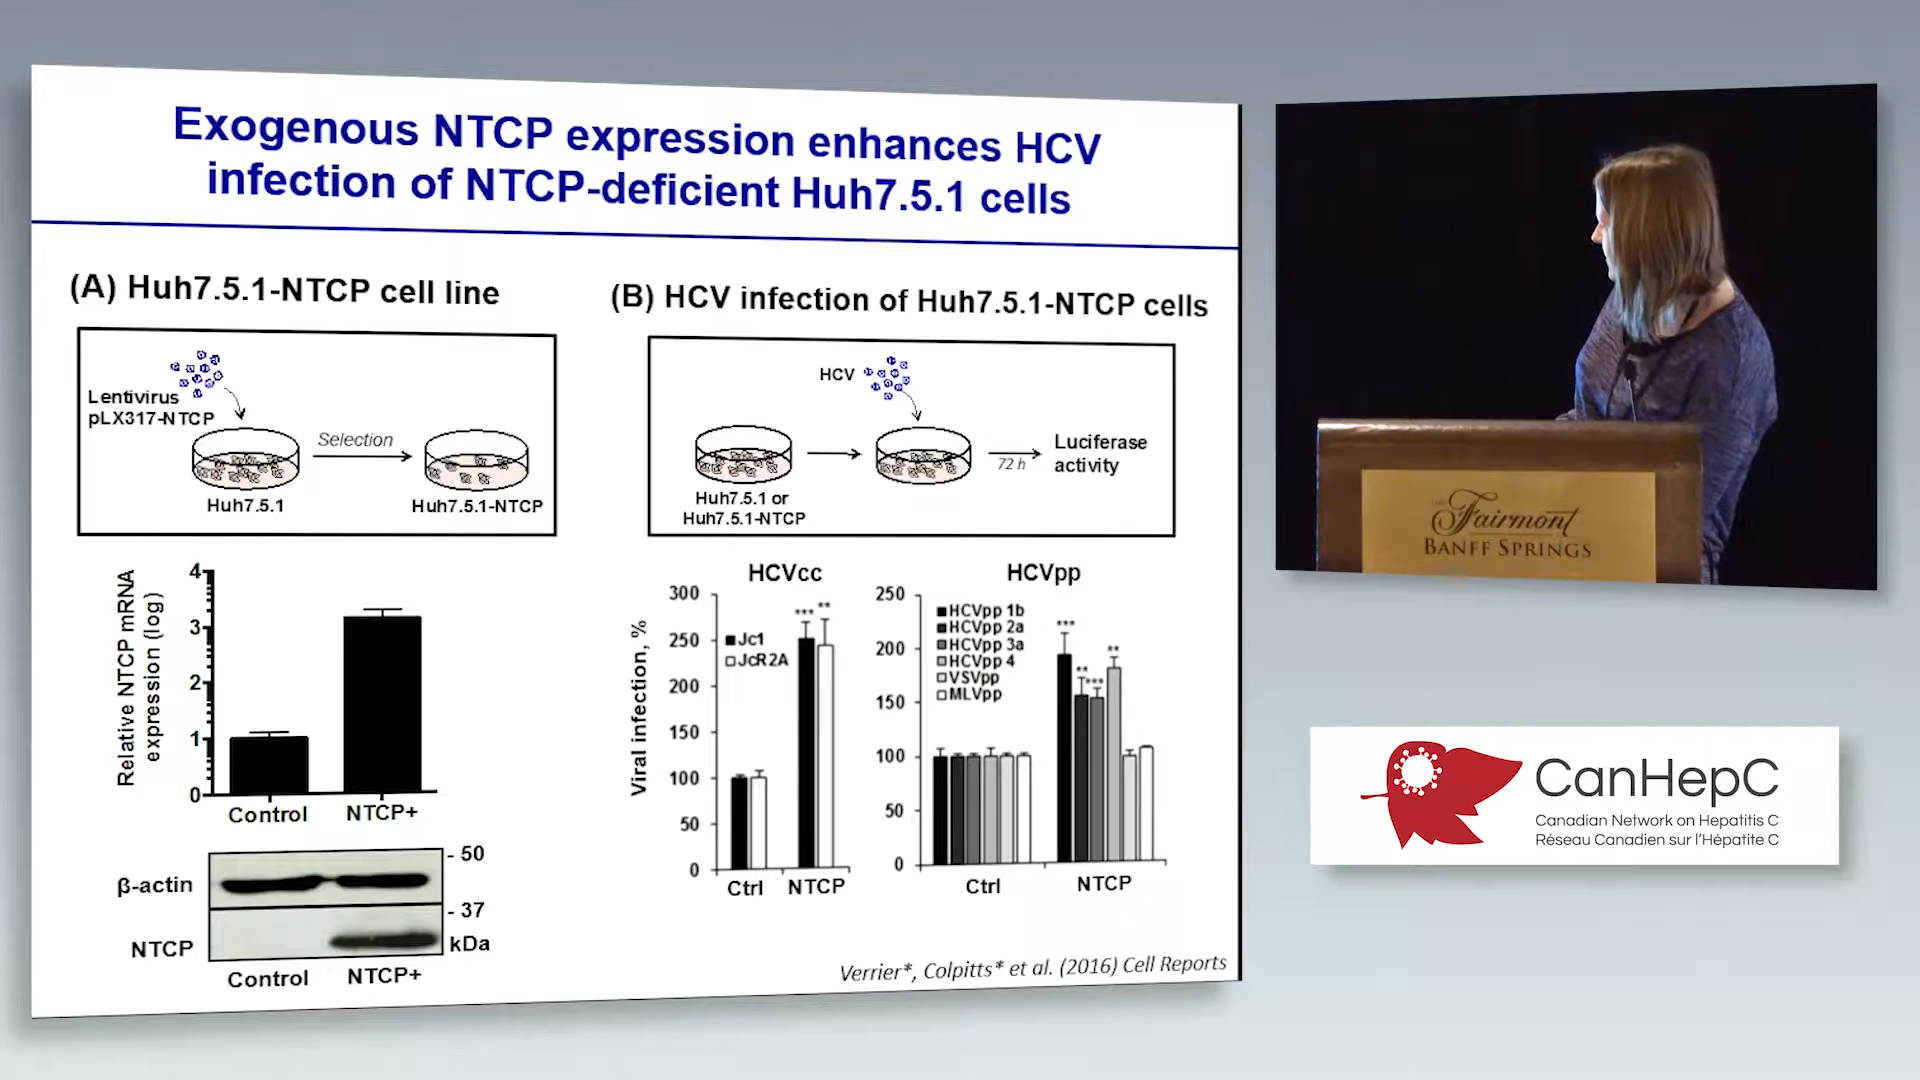 Exogenous NTCP expression enhances HCV
infection of NTCP-deficient Huh7.5.1 cells
(A) Huh7.5.1-NTCP cell line
Lentivirus
pLX317-NTCP
Selection
Huh7.5.1
Huh7.5.1-NTCP
Relative NTCP mRNA
expression (log)
4
3
2
1
0
Control
NTCP+
β-actin
NTCP
- 50
- 37
kDa
Control
NTCP+
(B) HCV infection of Huh7.5.1-NTCP cells
HCV
Huh7.5.1 or
Huh7.5.1-NTCP
72 h
Luciferase
activity
HCVcc
Viral infection, %
300
250
200
150
100
50
0
Jc1
JcR2A
***
**
Ctrl
NTCP
HCVpp
250
200
150
100
50
0
HCVpp 1b
HCVpp 2a
HCVpp 3a
HCVpp 4
VSVpp
MLVpp
***
**
***
**
Ctrl
NTCP
Verrier*, Colpitts* et al. (2016) Cell Reports
Fairmont
BANFF SPRINGS
CanHepC
Canadian Network on Hepatitis C
Réseau Canadien sur l'Hépatite C